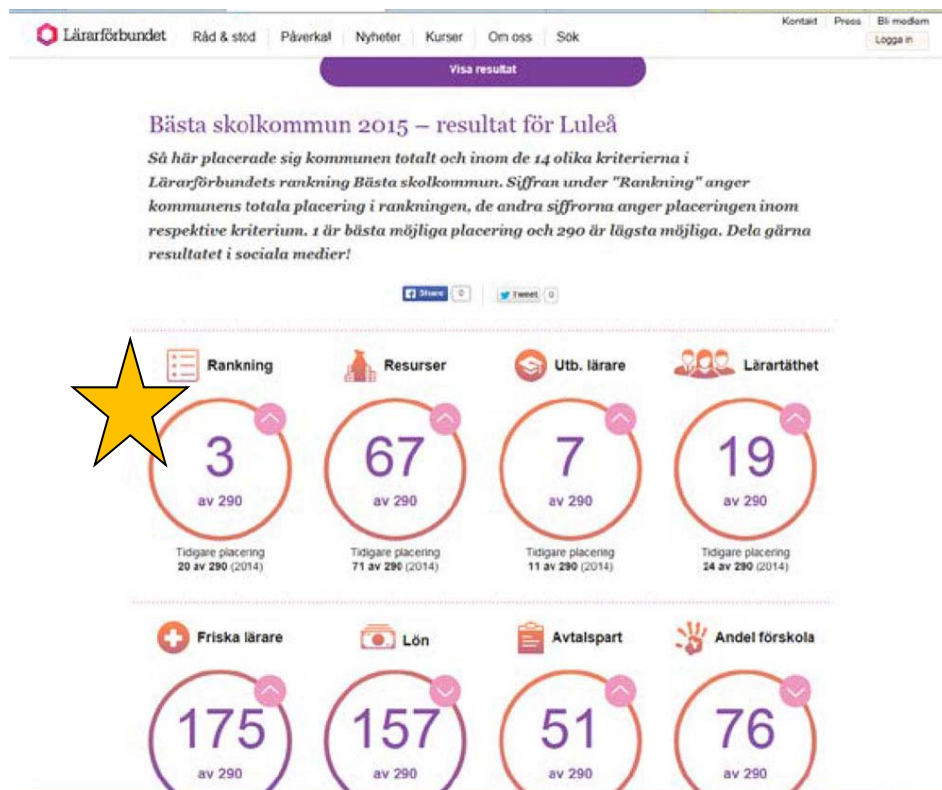 Kontakt Press Bli medlem
Lärarförbundet Råd & stöd Påverka! Nyheter Kurser Om oss Sök
Logga in
Visa resultat
Bästa skolkommun 2015 – resultat för Luleå
Så här placerade sig kommunen totalt och inom de 14 olika kriterierna i
Lärarförbundets rankning Bästa skolkommun. Siffran under "Rankning" anger
kommunens totala placering i rankningen, de andra siffrorna anger placeringen inom
respektive kriterium. 1 är bästa möjliga placering och 290 är lägsta möjliga. Dela gärna
resultatet i sociala medier!
Share 0 Tweet 0
Rankning Resurser Utb. lärare Lärartäthet
3 67 7 19
av 290 av 290 av 290 av 290
Tidigare placering Tidigare placering Tidigare placering Tidigare placering
20 av 290 (2014) 71 av 290 (2014) 11 av 290 (2014) 24 av 290 (2014)
Friska lärare Lön Avtalspart Andel förskola
175 157 51 76
av 290 av 290 av 290 av 290